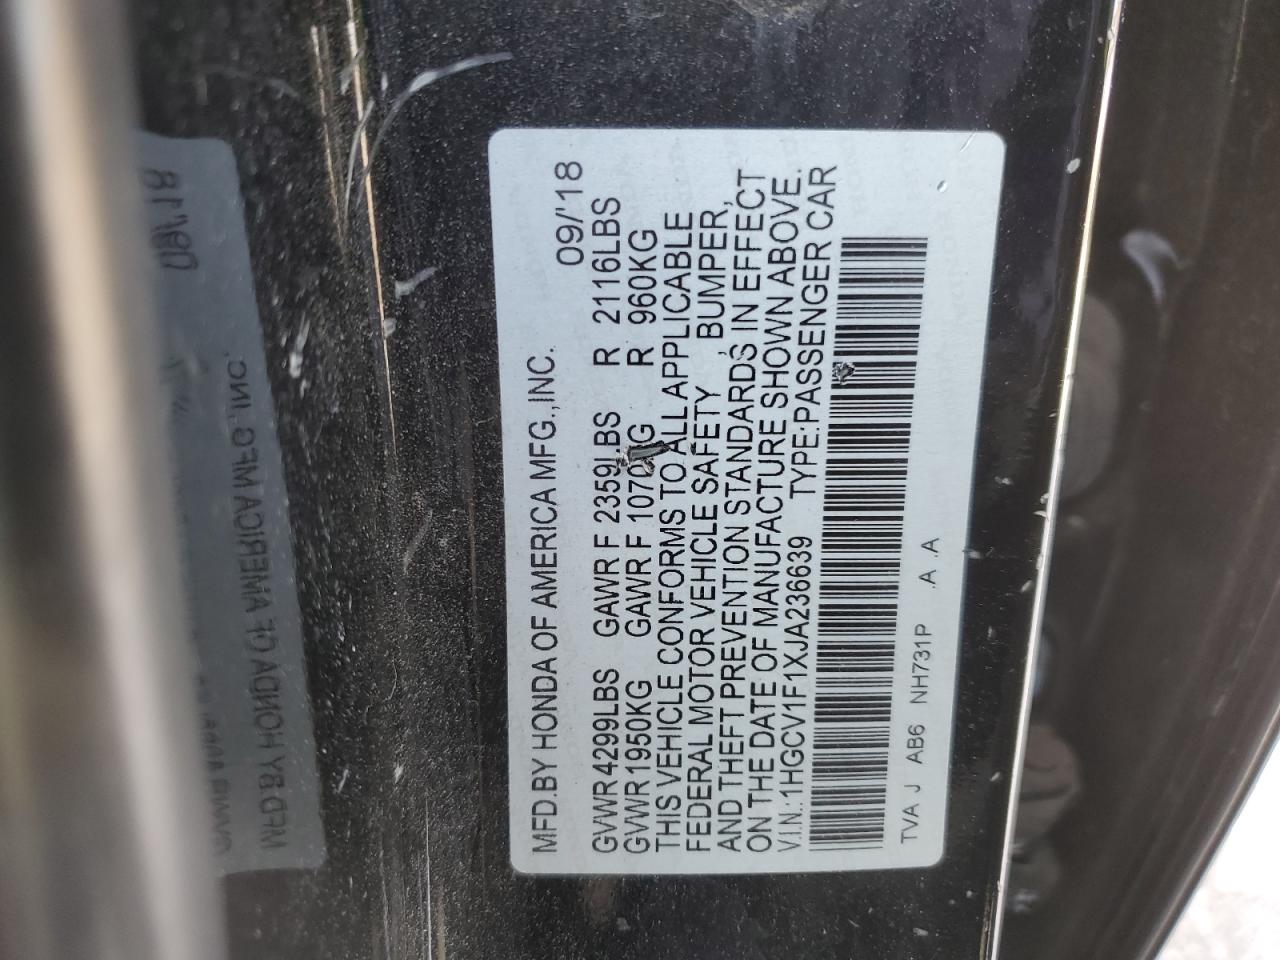 MFD.BY HONDA OF AMERICA MFG.,INC. 09/'18
GVWR 4299LBS GAWR F 2359LBS R 2116LBS
GVWR 1950KG GAWR F 1070KG R 960KG
THIS VEHICLE CONFORMS TO ALL APPLICABLE
FEDERAL MOTOR VEHICLE SAFETY , BUMPER,
AND THEFT PREVENTION STANDARDS IN EFFECT
ON THE DATE OF MANUFACTURE SHOWN ABOVE.
V.I.N.:1HGCV1F1XJA236639 TYPE:PASSENGER CAR
TVA J AB6 NH731P .A .A